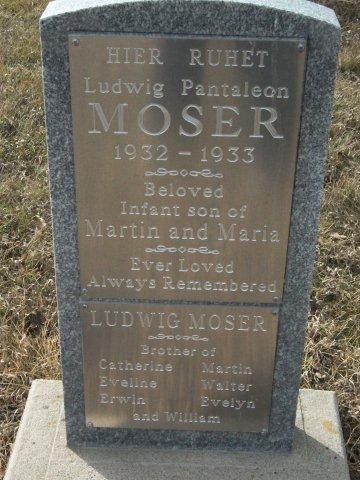 HIER RUHET
Ludwig Pantaleon
MOSER
1932 - 1933
Beloved
Infant son of
Martin and Maria
Ever Loved
Always Remembered
LUDWIG MOSER
Brother of
Catherine Martin
Eveline Walter
Erwin Evelyn
and William